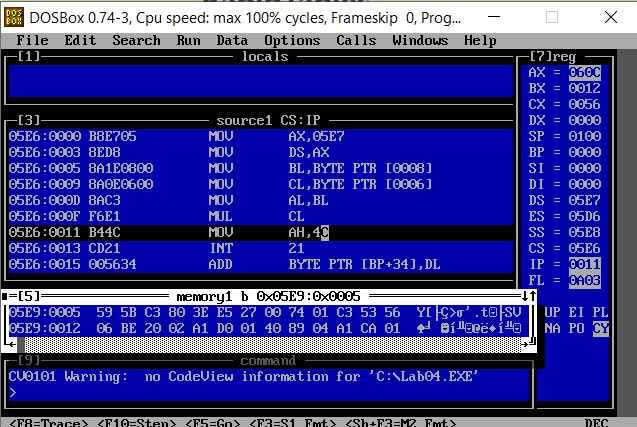 DOSBox 0.74-3, Cpu speed: max 100% cycles, Frameskip 0, Prog...
File Edit Search Run Data Options Calls Windows Help
[1] locals
[7]reg
AX = 060C
BX = 0012
CX = 0056
DX = 0000
SP = 0100
BP = 0000
SI = 0000
DI = 0000
DS = 05E7
ES = 05D6
SS = 05E8
CS = 05E6
IP = 0011
FL = 0A03
UP EI PL
NA PO CY
[3] source1 CS:IP
05E6:0000 B8E705 MOV AX,05E7
05E6:0003 8ED8 MOV DS,AX
05E6:0005 8A1E0800 MOV BL,BYTE PTR [0008]
05E6:0009 8A0E0600 MOV CL,BYTE PTR [0006]
05E6:000D 8AC3 MOV AL,BL
05E6:000F F6E1 MUL CL
05E6:0011 B44C MOV AH,4C
05E6:0013 CD21 INT 21
05E6:0015 005634 ADD BYTE PTR [BP+34],DL
[5] memory1 b 0x05E9:0x0005
05E9:0005 59 5B C3 80 3E E5 27 00 74 01 C3 53 56
05E9:0012 06 BE 20 02 A1 D0 01 40 89 04 A1 CA 01
[9] command
CV0101 Warning: no CodeView information for 'C:\Lab04.EXE'
>
<F8=Trace> <F10=Step> <F5=Go> <F3=S1 Fmt> <Sh+F3=M2 Fmt> DEC